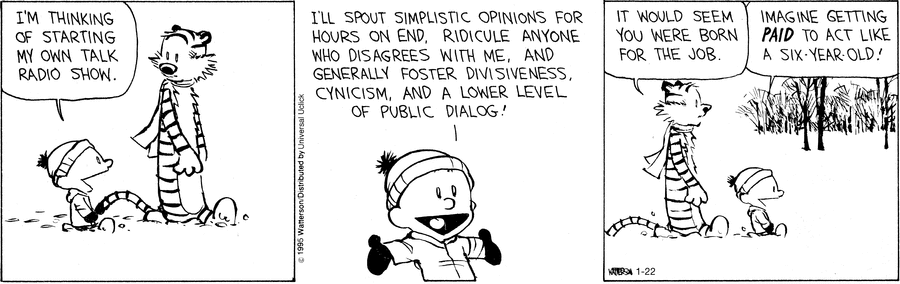 I'M THINKING
OF STARTING
MY OWN TALK
RADIO SHOW.
© 1995 Watterson/Distributed by Universal Uclick
I'LL SPOUT SIMPLISTIC OPINIONS FOR
HOURS ON END, RIDICULE ANYONE
WHO DISAGREES WITH ME, AND
GENERALLY FOSTER DIVISIVENESS,
CYNICISM, AND A LOWER LEVEL
OF PUBLIC DIALOG!
IT WOULD SEEM
YOU WERE BORN
FOR THE JOB.
IMAGINE GETTING
PAID TO ACT LIKE
A SIX-YEAR-OLD!
WATTERSON 1-22